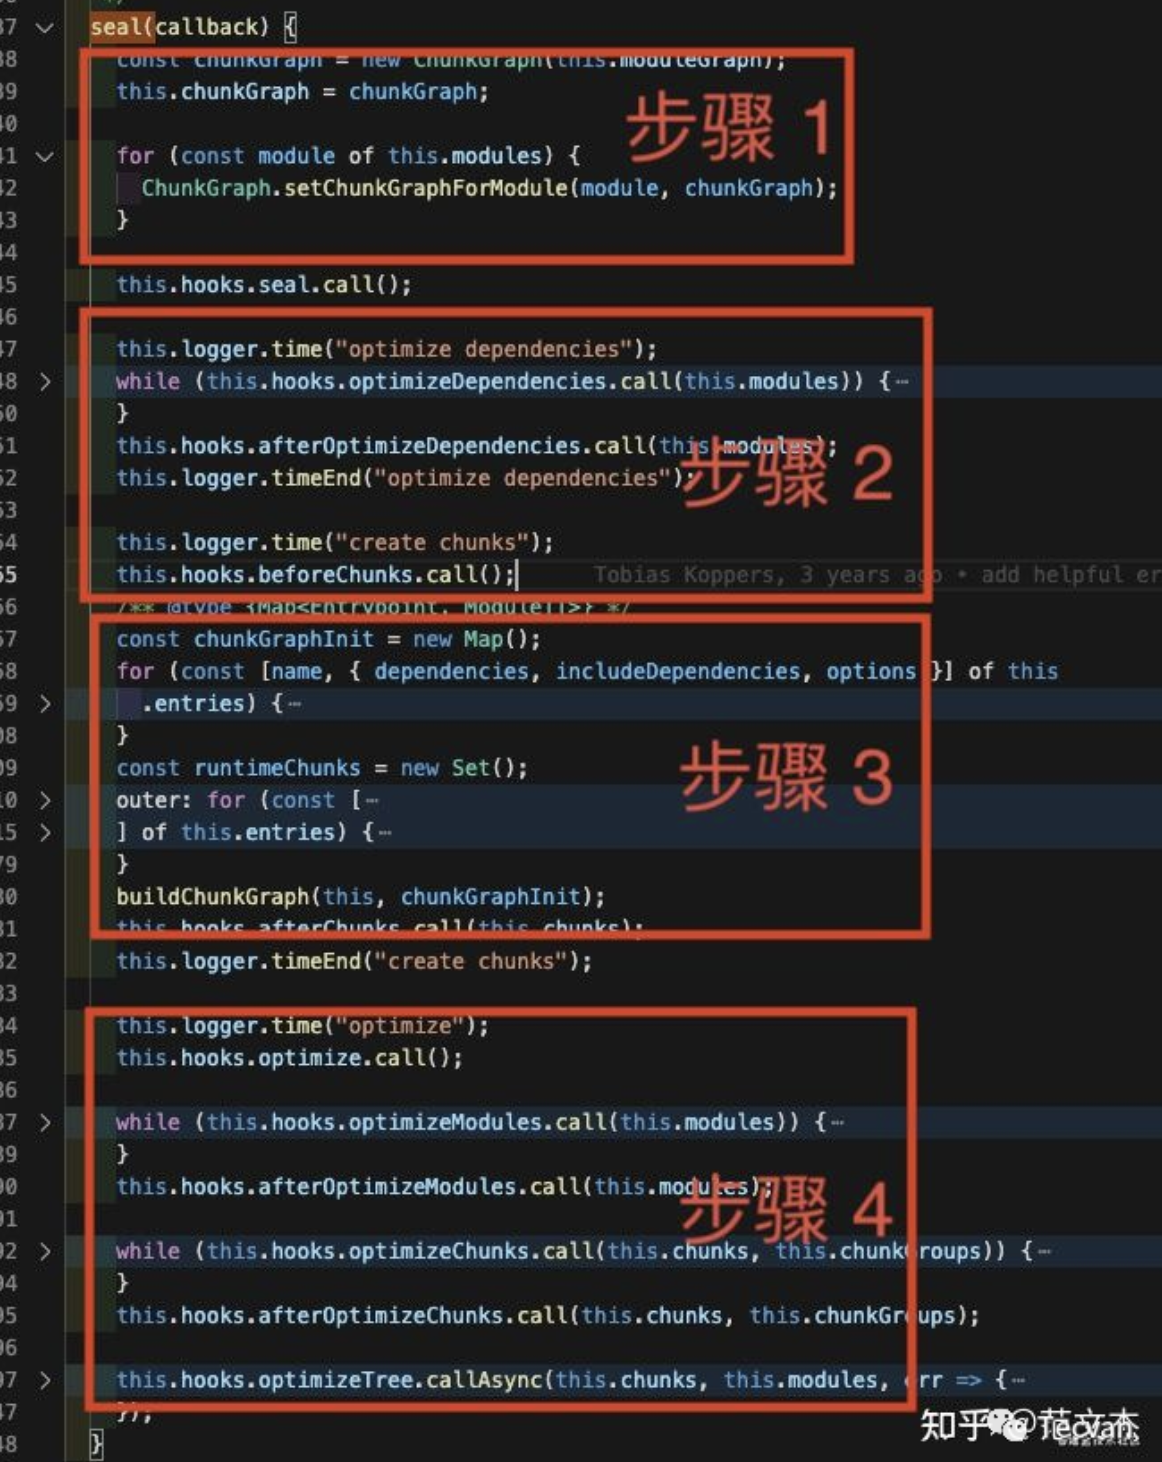 37 seal(callback) {
38 const chunkGraph = new ChunkGraph(this.moduleGraph);
39 this.chunkGraph = chunkGraph;
40
步骤 1
41 for (const module of this.modules) {
42 ChunkGraph.setChunkGraphForModule(module, chunkGraph);
43 }
44
45 this.hooks.seal.call();
46
47 this.logger.time("optimize dependencies");
48 while (this.hooks.optimizeDependencies.call(this.modules)) {⋯
50 }
51 this.hooks.afterOptimizeDependencies.call(this.modules);
步骤 2
52 this.logger.timeEnd("optimize dependencies");
53
54 this.logger.time("create chunks");
55 this.hooks.beforeChunks.call(); Tobias Koppers, 3 years ago • add helpful er
56 /** @type {Map<Entrypoint, Module[]>} */
57 const chunkGraphInit = new Map();
58 for (const [name, { dependencies, includeDependencies, options }] of this
59 .entries) {⋯
08 }
09 const runtimeChunks = new Set();
步骤 3
10 outer: for (const [⋯
15 ] of this.entries) {⋯
79 }
80 buildChunkGraph(this, chunkGraphInit);
81 this.hooks.afterChunks.call(this.chunks);
82 this.logger.timeEnd("create chunks");
83
84 this.logger.time("optimize");
85 this.hooks.optimize.call();
86
87 while (this.hooks.optimizeModules.call(this.modules)) {⋯
89 }
90 this.hooks.afterOptimizeModules.call(this.modules);
步骤 4
91
92 while (this.hooks.optimizeChunks.call(this.chunks, this.chunkGroups)) {⋯
94 }
95 this.hooks.afterOptimizeChunks.call(this.chunks, this.chunkGroups);
96
97 this.hooks.optimizeTree.callAsync(this.chunks, this.modules, err => {⋯
47 });
48 }
知乎 @范文杰
Tecvan